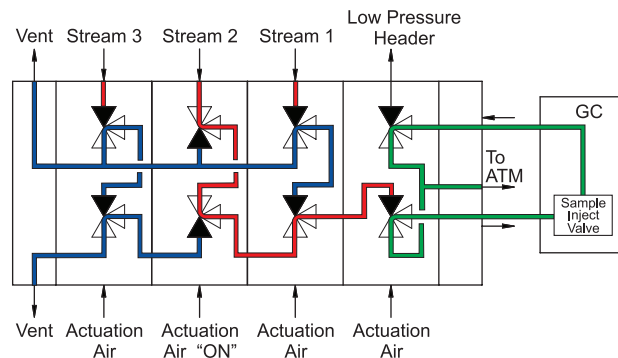 Vent
Stream 3
Stream 2
Stream 1
Low Pressure
Header
GC
To
ATM
Sample
Inject
Valve
Vent
Actuation
Air
Actuation
Air "ON"
Actuation
Air
Actuation
Air